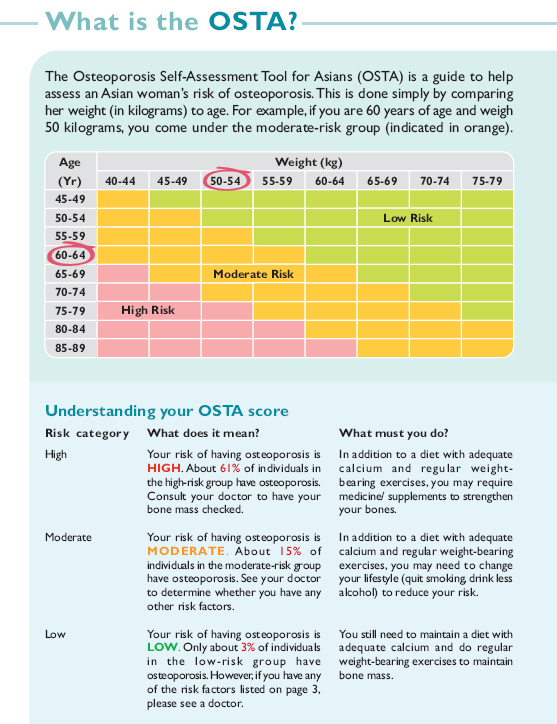 What is the OSTA?
The Osteoporosis Self-Assessment Tool for Asians (OSTA) is a guide to help
assess an Asian woman's risk of osteoporosis. This is done simply by comparing
her weight (in kilograms) to age. For example, if you are 60 years of age and weigh
50 kilograms, you come under the moderate-risk group (indicated in orange).
Age Weight (kg)
(Yr) 40-44 45-49 50-54 55-59 60-64 65-69 70-74 75-79
45-49
50-54 Low Risk
55-59
60-64
65-69 Moderate Risk
70-74
75-79 High Risk
80-84
85-89
Understanding your OSTA score
Risk category What does it mean? What must you do?
High
Your risk of having osteoporosis is
HIGH. About 61% of individuals in
the high-risk group have osteoporosis.
Consult your doctor to have your
bone mass checked.
In addition to a diet with adequate
calcium and regular weight-
bearing exercises, you may require
medicine/ supplements to strengthen
your bones.
Moderate
Your risk of having osteoporosis is
MODERATE. About 15% of
individuals in the moderate-risk group
have osteoporosis. See your doctor
to determine whether you have any
other risk factors.
In addition to a diet with adequate
calcium and regular weight-bearing
exercises, you may need to change
your lifestyle (quit smoking, drink less
alcohol) to reduce your risk.
Low
Your risk of having osteoporosis is
LOW. Only about 3% of individuals
in the low-risk group have
osteoporosis. However, if you have any
of the risk factors listed on page 3,
please see a doctor.
You still need to maintain a diet with
adequate calcium and do regular
weight-bearing exercises to maintain
bone mass.